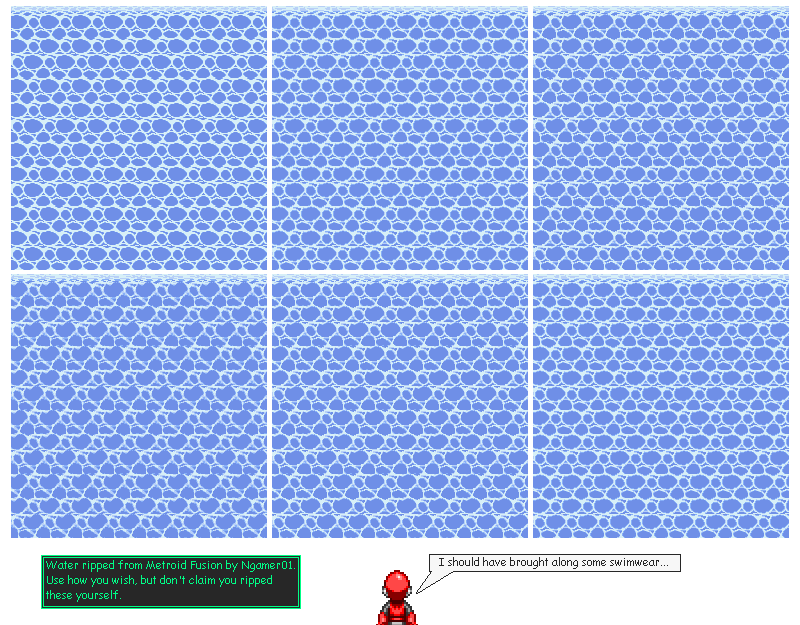 Water ripped from Metroid Fusion by Ngamer01.
Use how you wish, but don't claim you ripped
these yourself.
I should have brought along some swimwear...